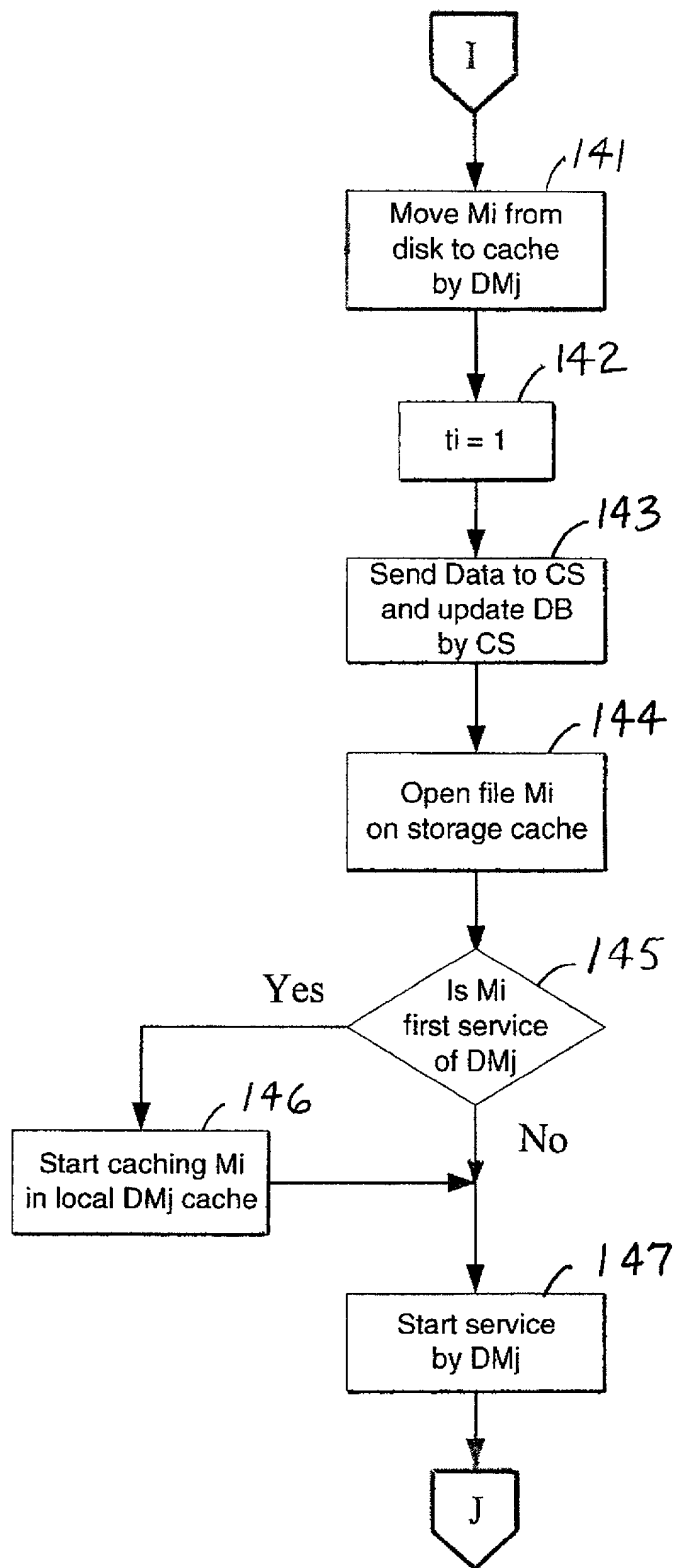 I
141
Move Mi from
disk to cache
by DMj
142
ti = 1
143
Send Data to CS
and update DB
by CS
144
Open file Mi
on storage cache
145
Is Mi
first service
of DMj
Yes
No
146
Start caching Mi
in local DMj cache
147
Start service
by DMj
J